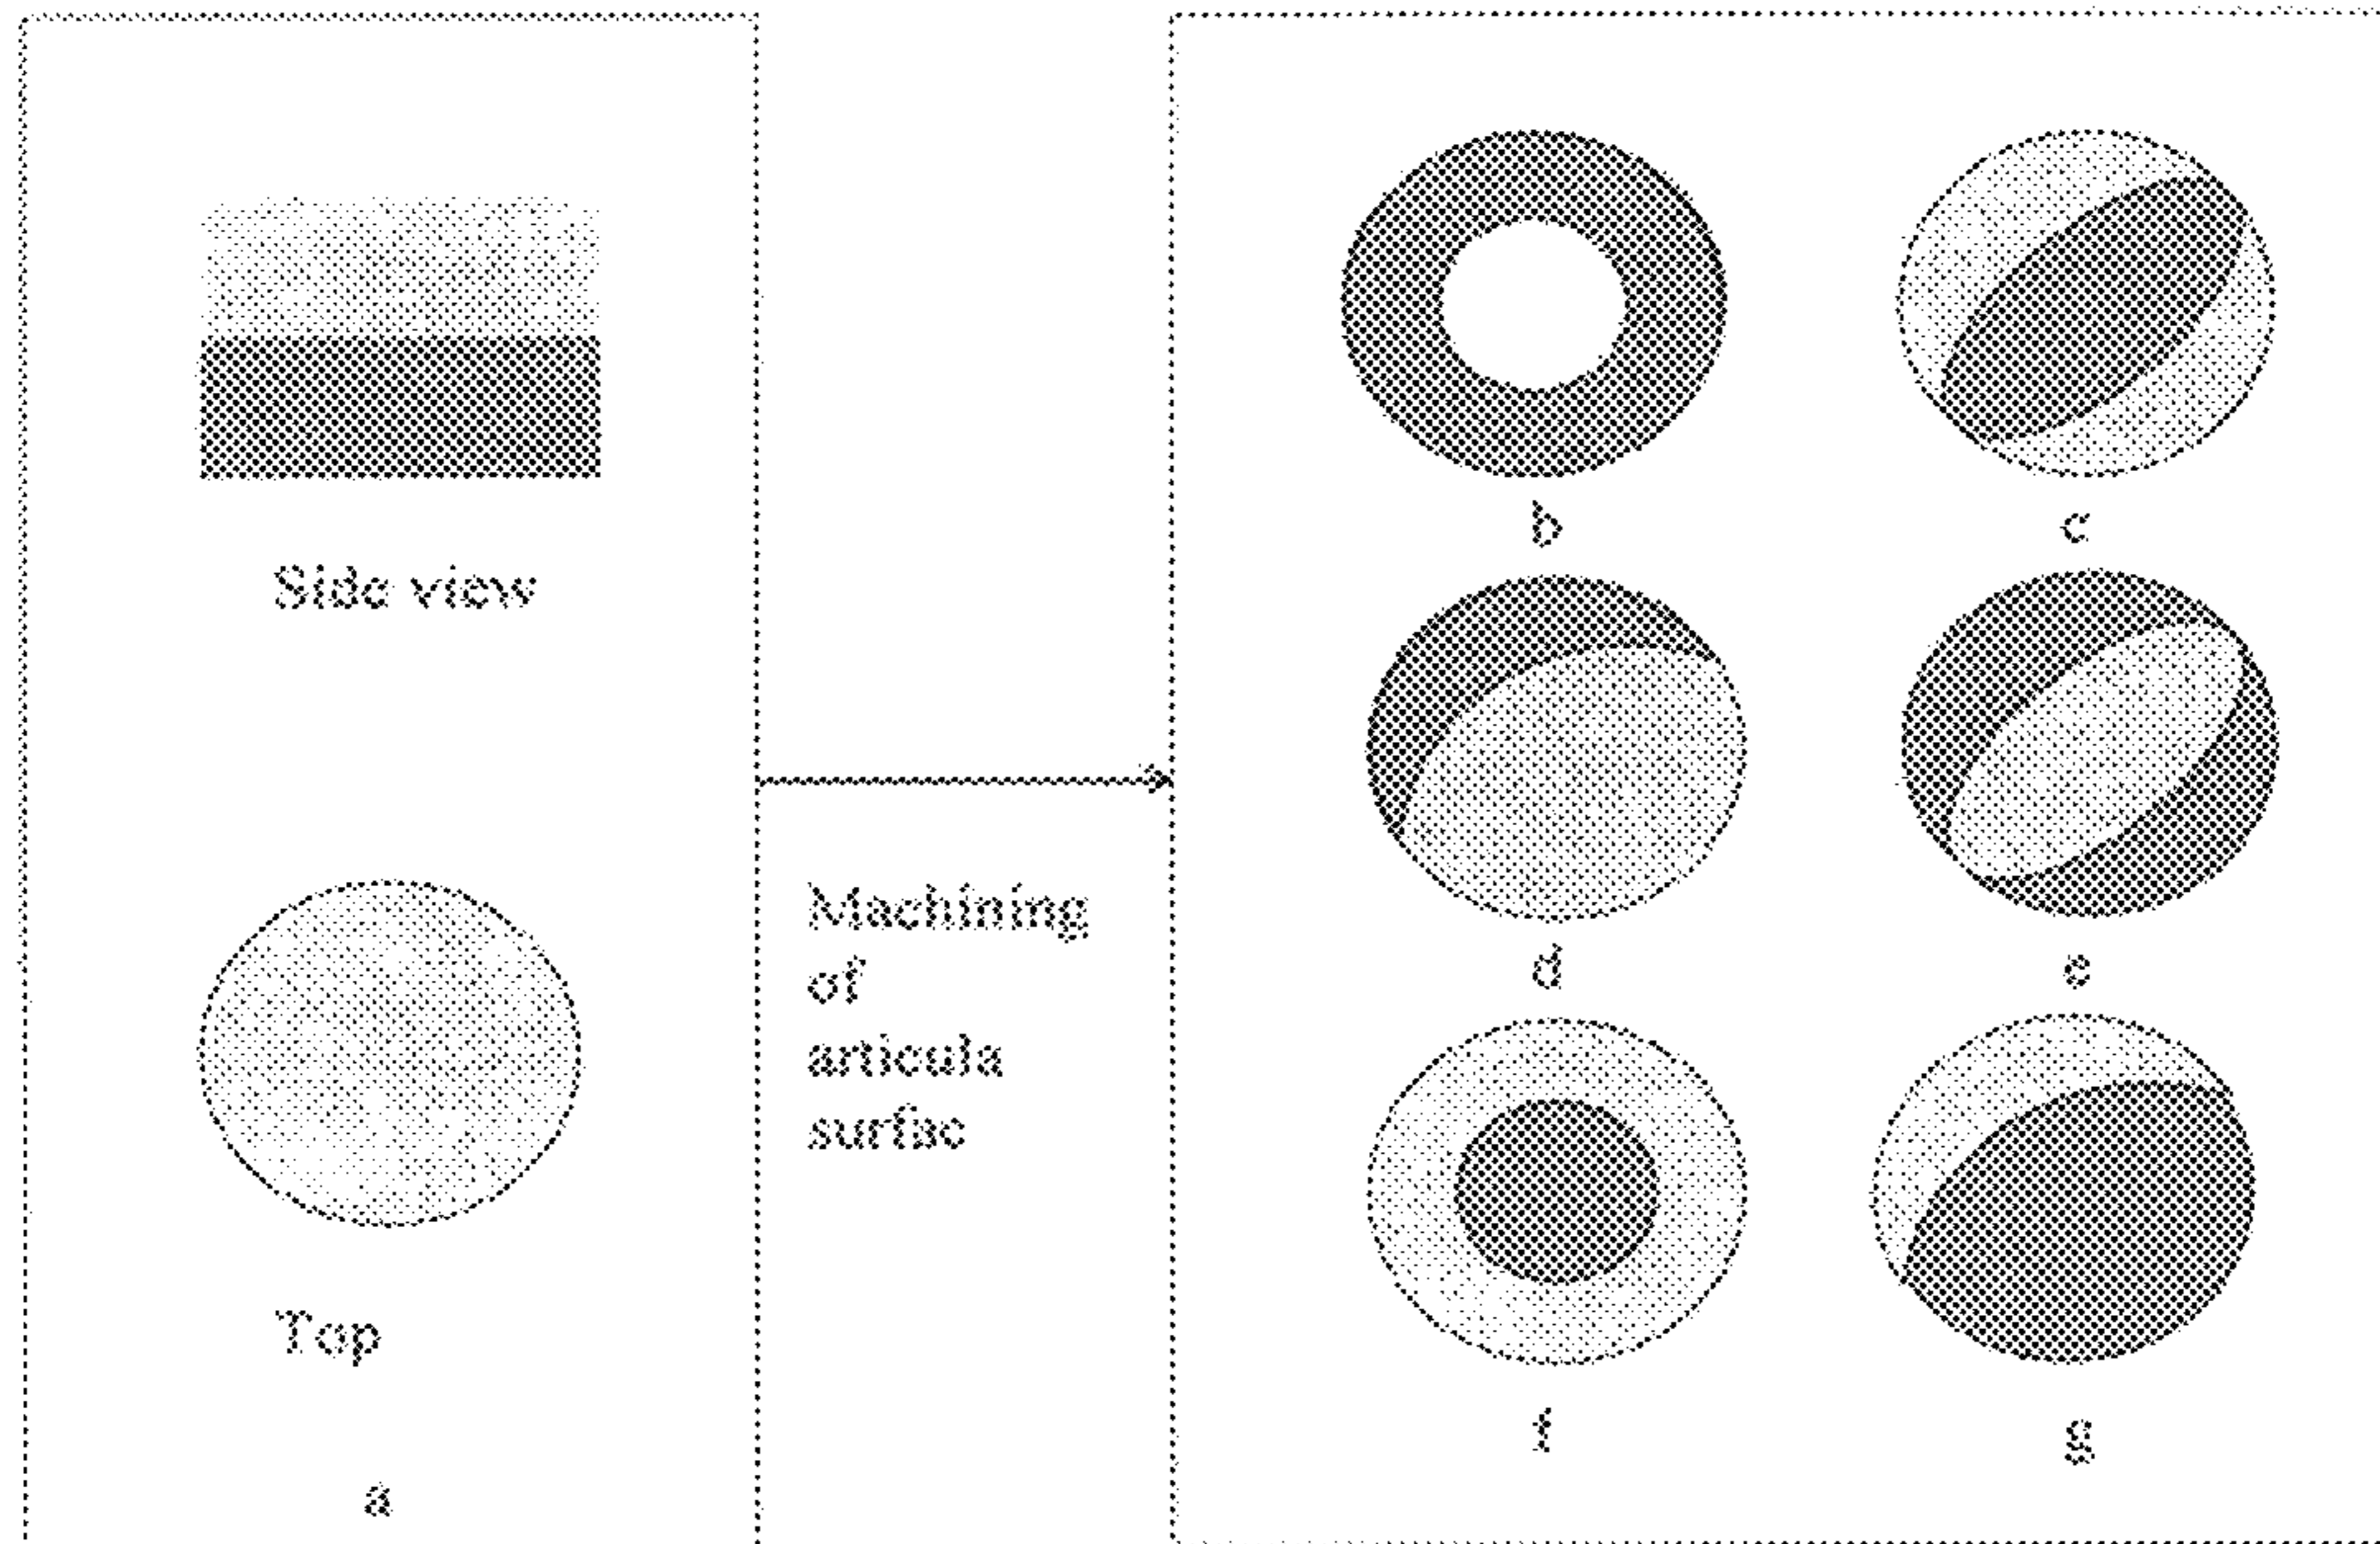 Side view
Top
a
Machining
of
articula
surfac
b
c
d
e
f
g